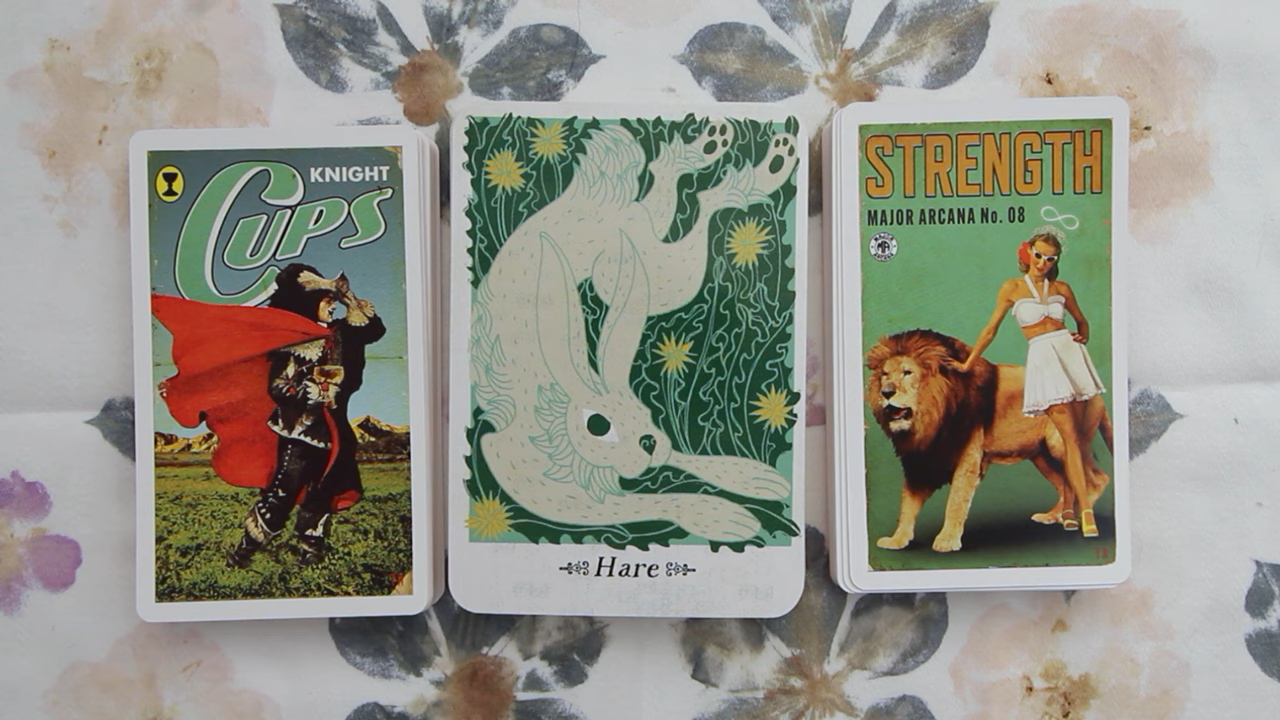 KNIGHT
CUPS
Hare
STRENGTH
MAJOR ARCANA No. 08